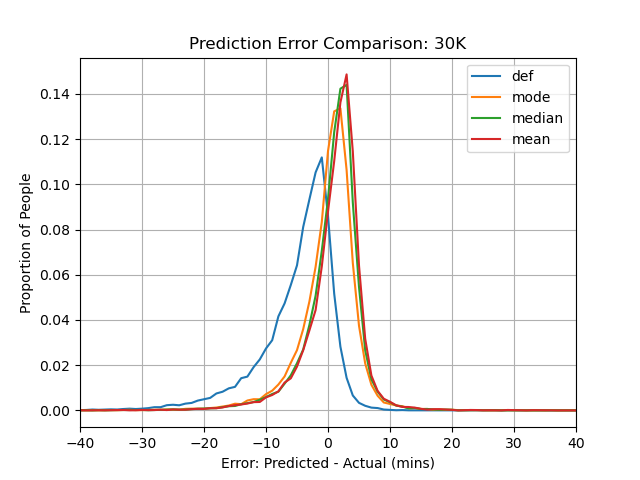 Prediction Error Comparison: 30K
def
mode
median
mean
0.14
0.12
0.10
0.08
0.06
0.04
0.02
0.00
Proportion of People
−40
−30
−20
−10
0
10
20
30
40
Error: Predicted - Actual (mins)